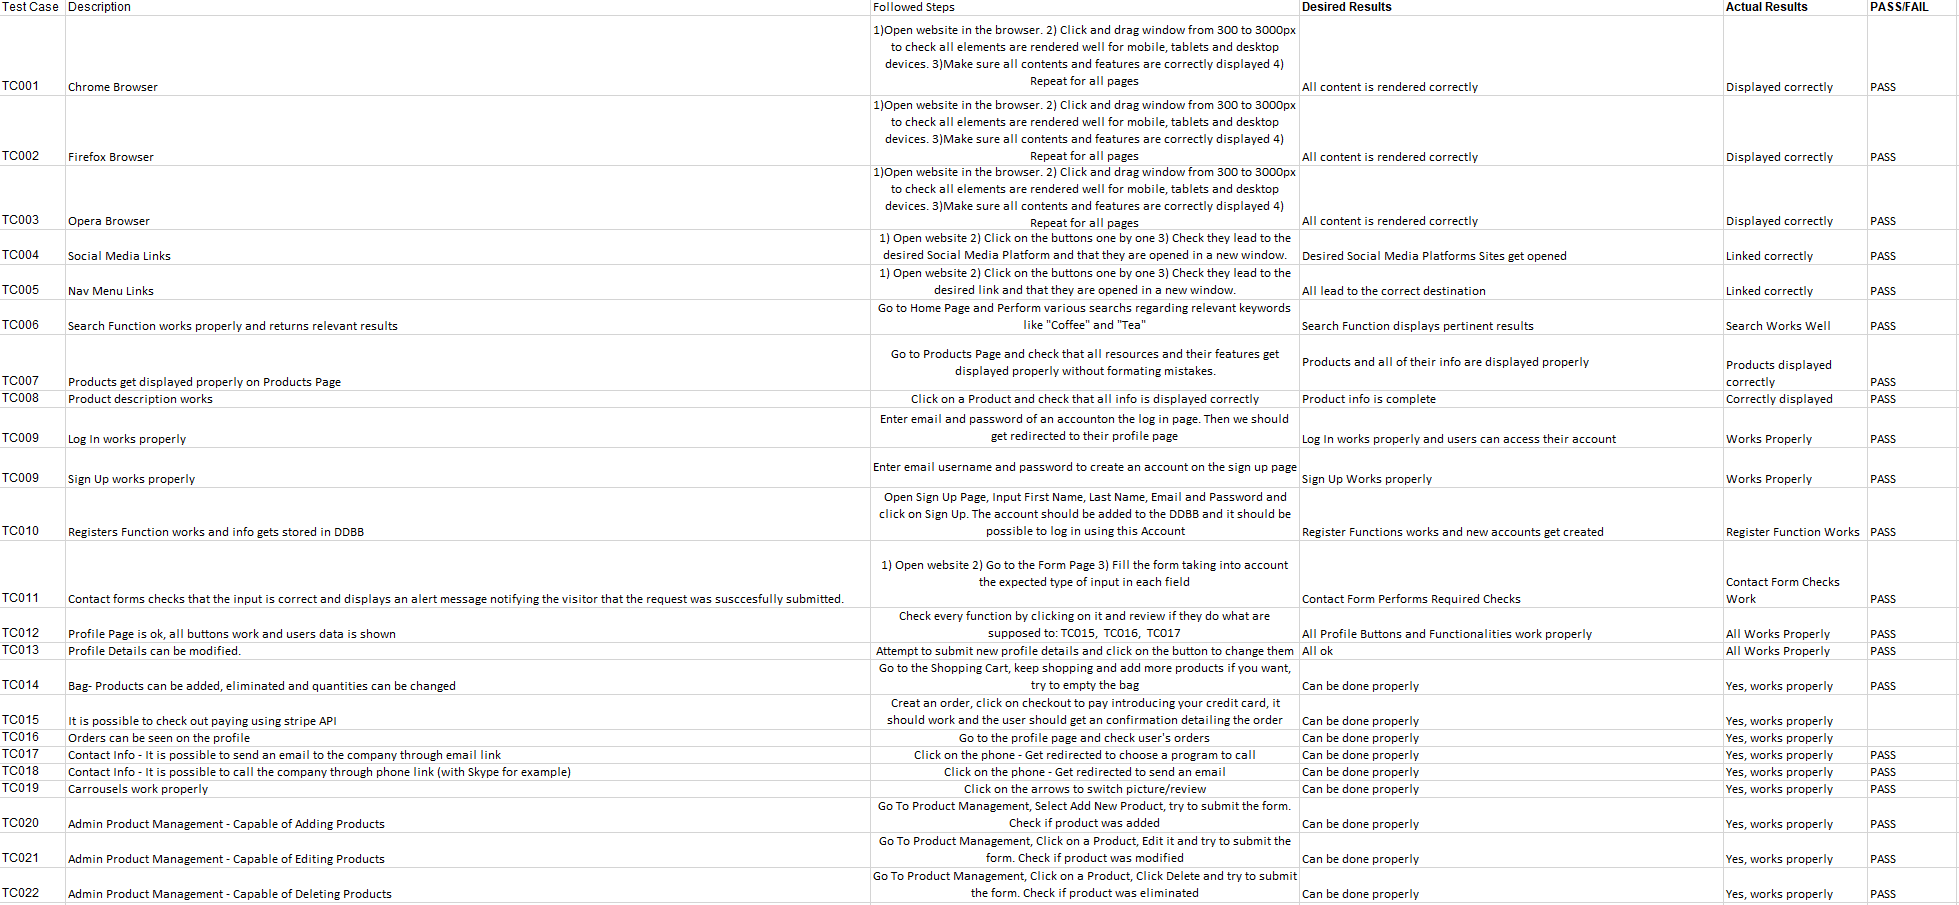 Test Case Description Followed Steps Desired Results Actual Results PASS/FAIL
1)Open website in the browser. 2) Click and drag window from 300 to 3000px
to check all elements are rendered well for mobile, tablets and desktop
devices. 3)Make sure all contents and features are correctly displayed 4)
Repeat for all pages
TC001 Chrome Browser All content is rendered correctly Displayed correctly PASS
1)Open website in the browser. 2) Click and drag window from 300 to 3000px
to check all elements are rendered well for mobile, tablets and desktop
devices. 3)Make sure all contents and features are correctly displayed 4)
Repeat for all pages
TC002 Firefox Browser All content is rendered correctly Displayed correctly PASS
1)Open website in the browser. 2) Click and drag window from 300 to 3000px
to check all elements are rendered well for mobile, tablets and desktop
devices. 3)Make sure all contents and features are correctly displayed 4)
Repeat for all pages
TC003 Opera Browser All content is rendered correctly Displayed correctly PASS
1) Open website 2) Click on the buttons one by one 3) Check they lead to the
desired Social Media Platform and that they are opened in a new window.
TC004 Social Media Links Desired Social Media Platforms Sites get opened Linked correctly PASS
1) Open website 2) Click on the buttons one by one 3) Check they lead to the
desired link and that they are opened in a new window.
TC005 Nav Menu Links All lead to the correct destination Linked correctly PASS
Go to Home Page and Perform various searchs regarding relevant keywords
like "Coffee" and "Tea"
TC006 Search Function works properly and returns relevant results Search Function displays pertinent results Search Works Well PASS
Go to Products Page and check that all resources and their features get
displayed properly without formating mistakes.
Products and all of their info are displayed properly
Products displayed
correctly
TC007 Products get displayed properly on Products Page PASS
TC008 Product description works Click on a Product and check that all info is displayed correctly Product info is complete Correctly displayed PASS
Enter email and password of an accounton the log in page. Then we should
get redirected to their profile page
TC009 Log In works properly Log In works properly and users can access their account Works Properly PASS
Enter email username and password to create an account on the sign up page
TC009 Sign Up works properly Sign Up Works properly Works Properly PASS
Open Sign Up Page, Input First Name, Last Name, Email and Password and
click on Sign Up. The account should be added to the DDBB and it should be
possible to log in using this Account
TC010 Registers Function works and info gets stored in DDBB Register Functions works and new accounts get created Register Function Works PASS
1) Open website 2) Go to the Form Page 3) Fill the form taking into account
the expected type of input in each field
Contact Form Checks
Work
TC011 Contact forms checks that the input is correct and displays an alert message notifying the visitor that the request was susccesfully submitted. Contact Form Performs Required Checks PASS
Check every function by clicking on it and review if they do what are
supposed to: TC015, TC016, TC017
TC012 Profile Page is ok, all buttons work and users data is shown All Profile Buttons and Functionalities work properly All Works Properly PASS
TC013 Profile Details can be modified. Attempt to submit new profile details and click on the button to change them All ok All Works Properly PASS
Go to the Shopping Cart, keep shopping and add more products if you want,
try to empty the bag
TC014 Bag- Products can be added, eliminated and quantities can be changed Can be done properly Yes, works properly PASS
Creat an order, click on checkout to pay introducing your credit card, it
should work and the user should get an confirmation detailing the order
TC015 It is possible to check out paying using stripe API Can be done properly Yes, works properly
TC016 Orders can be seen on the profile Go to the profile page and check user's orders Can be done properly Yes, works properly
TC017 Contact Info - It is possible to send an email to the company through email link Click on the phone - Get redirected to choose a program to call Can be done properly Yes, works properly PASS
TC018 Contact Info - It is possible to call the company through phone link (with Skype for example) Click on the phone - Get redirected to send an email Can be done properly Yes, works properly PASS
TC019 Carrousels work properly Click on the arrows to switch picture/review Can be done properly Yes, works properly PASS
Go To Product Management, Select Add New Product, try to submit the form.
Check if product was added
TC020 Admin Product Management - Capable of Adding Products Can be done properly Yes, works properly PASS
Go To Product Management, Click on a Product, Edit it and try to submit the
form. Check if product was modified
TC021 Admin Product Management - Capable of Editing Products Can be done properly Yes, works properly PASS
Go To Product Management, Click on a Product, Click Delete and try to submit
the form. Check if product was eliminated
TC022 Admin Product Management - Capable of Deleting Products Can be done properly Yes, works properly PASS